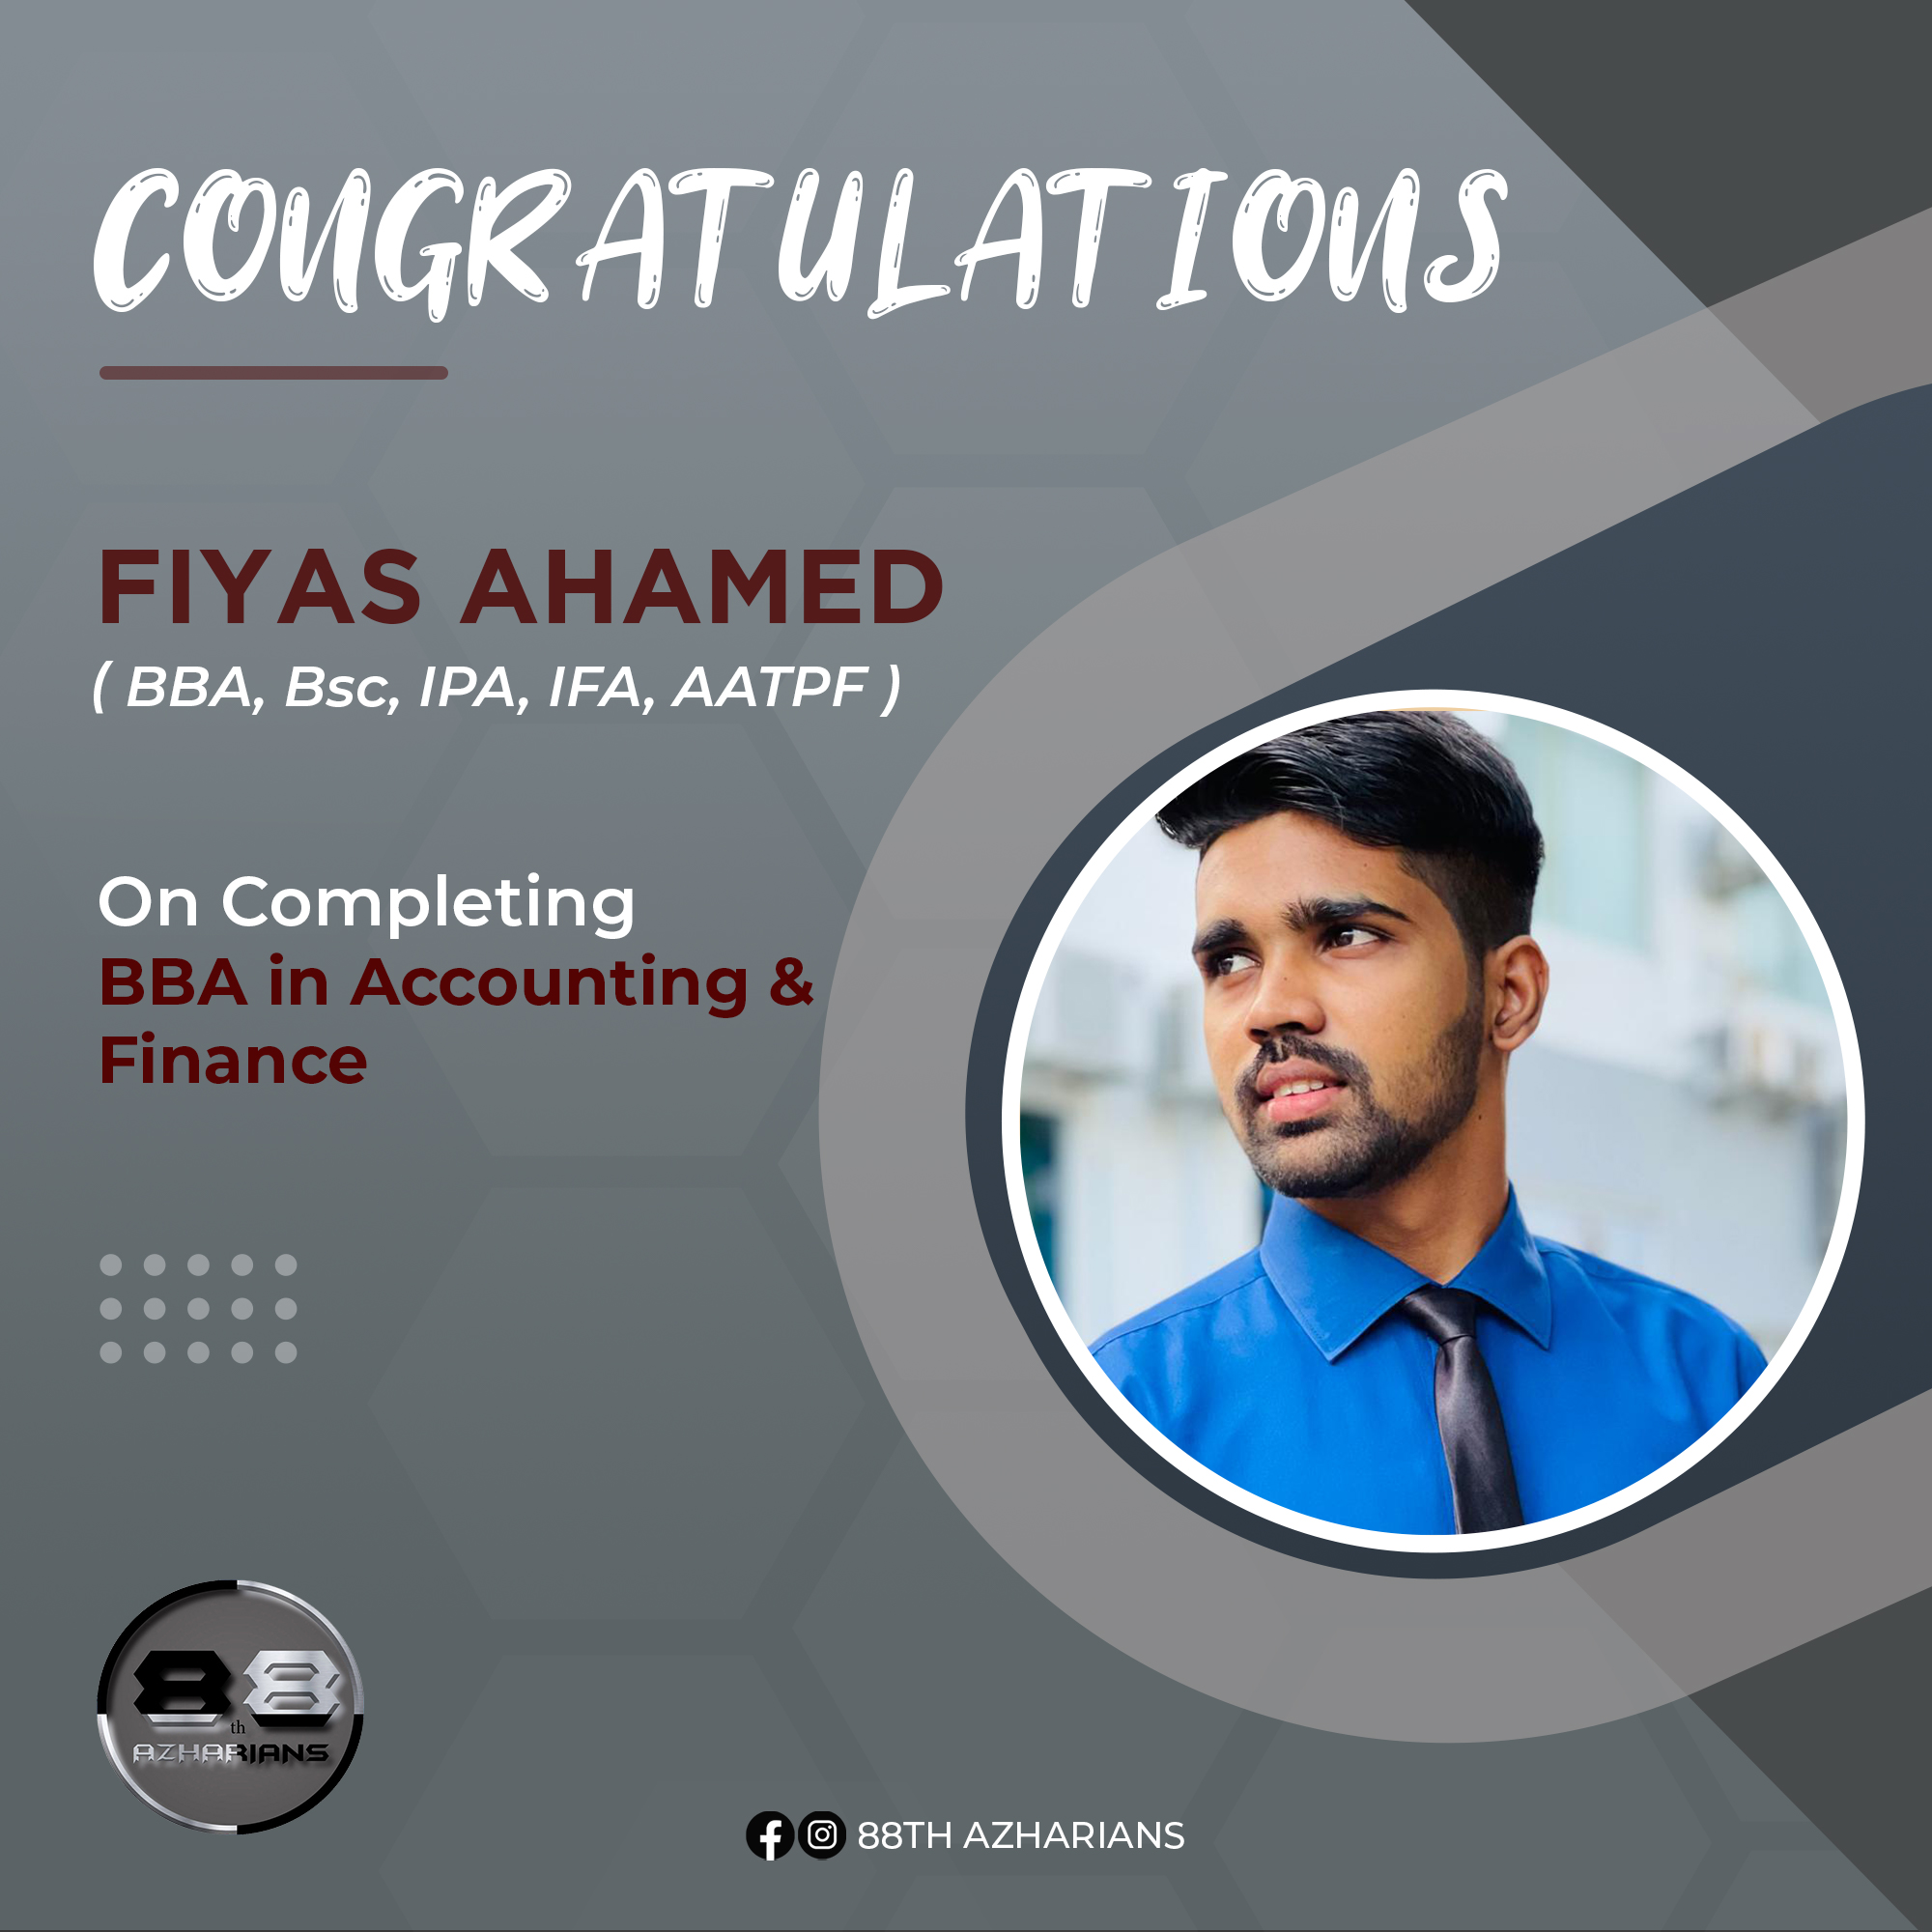 CONGRATULATIONS
FIYAS AHAMED
( BBA, Bsc, IPA, IFA, AATPF )
On Completing
BBA in Accounting &
Finance
88
th
AZHARIANS
88TH AZHARIANS